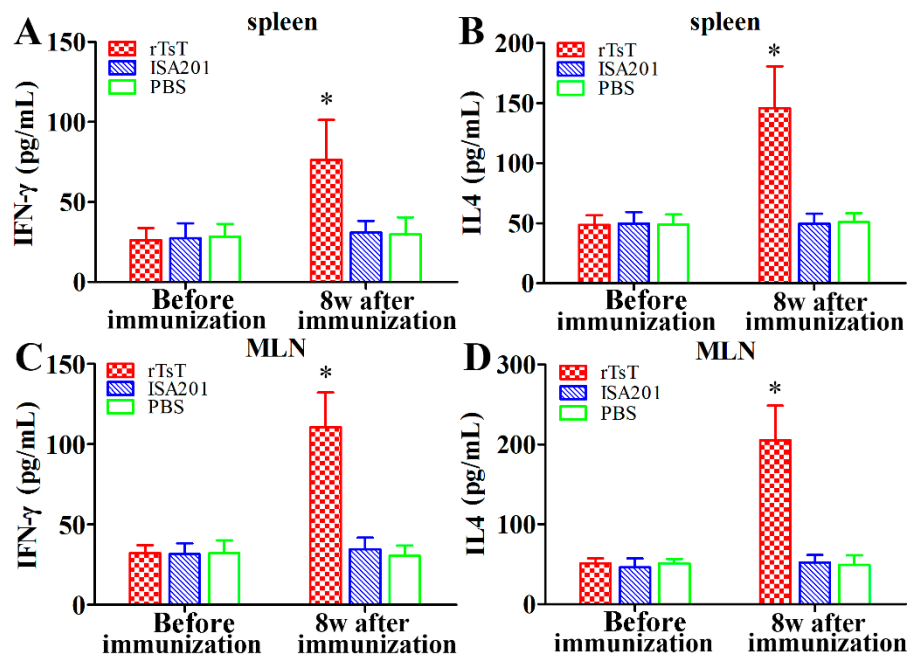 A
spleen
IFN-γ (pg/mL)
150
100
50
0
rTsT
ISA201
PBS
*
Before
immunization
8w after
immunization
B
spleen
IL4 (pg/mL)
200
150
100
50
0
rTsT
ISA201
PBS
*
Before
immunization
8w after
immunization
C
MLN
IFN-γ (pg/mL)
150
100
50
0
rTsT
ISA201
PBS
*
Before
immunization
8w after
immunization
D
MLN
IL4 (pg/mL)
300
200
100
0
rTsT
ISA201
PBS
*
Before
immunization
8w after
immunization